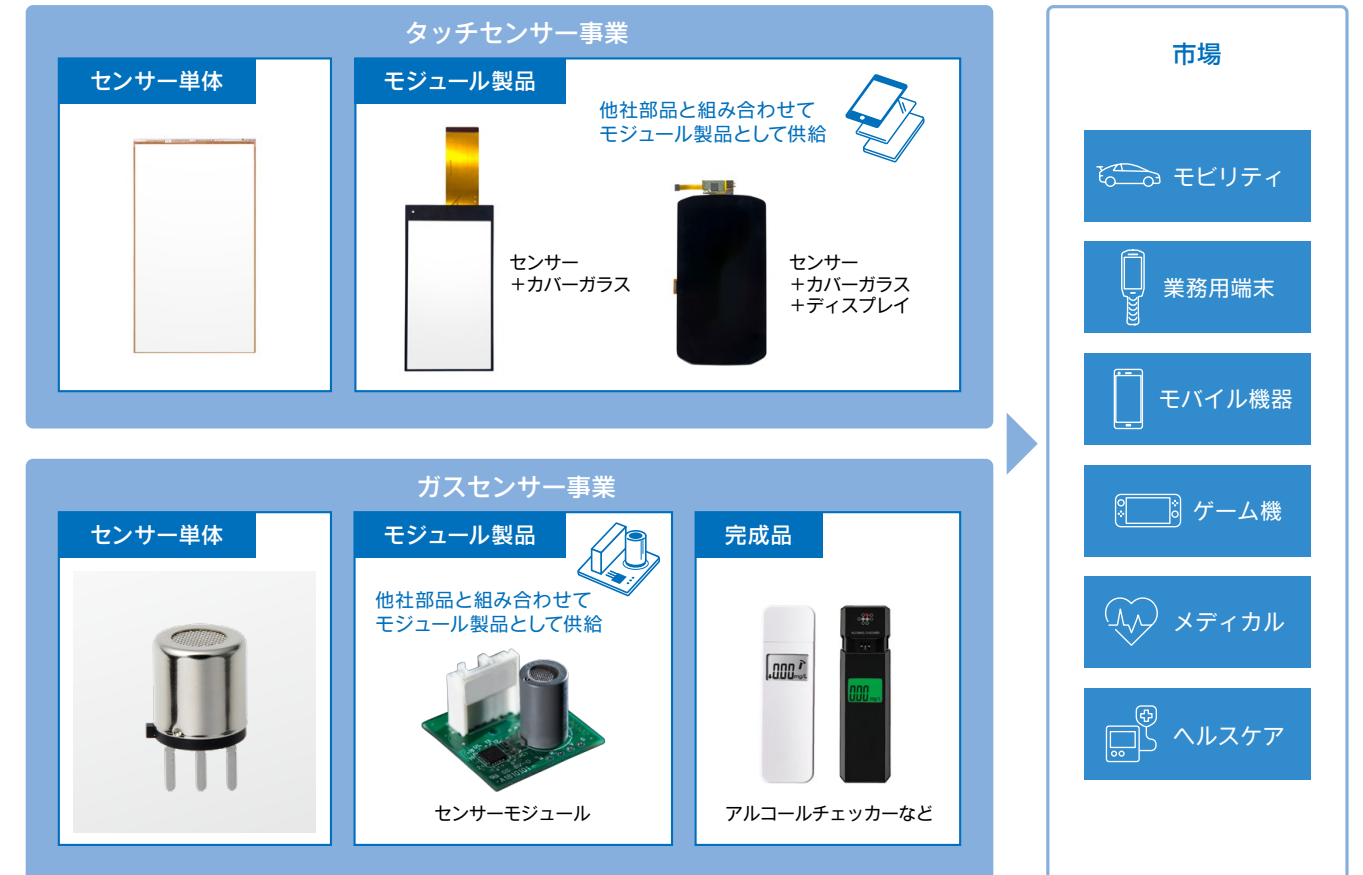 タッチセンサー事業
センサー単体
モジュール製品
他社部品と組み合わせて
モジュール製品として供給
センサー
＋カバーガラス
センサー
＋カバーガラス
＋ディスプレイ
ガスセンサー事業
センサー単体
モジュール製品
他社部品と組み合わせて
モジュール製品として供給
センサーモジュール
完成品
.000 mg/L
ALCOHOL CHECKER
000 mg/L
アルコールチェッカーなど
市場
モビリティ
業務用端末
モバイル機器
ゲーム機
メディカル
ヘルスケア